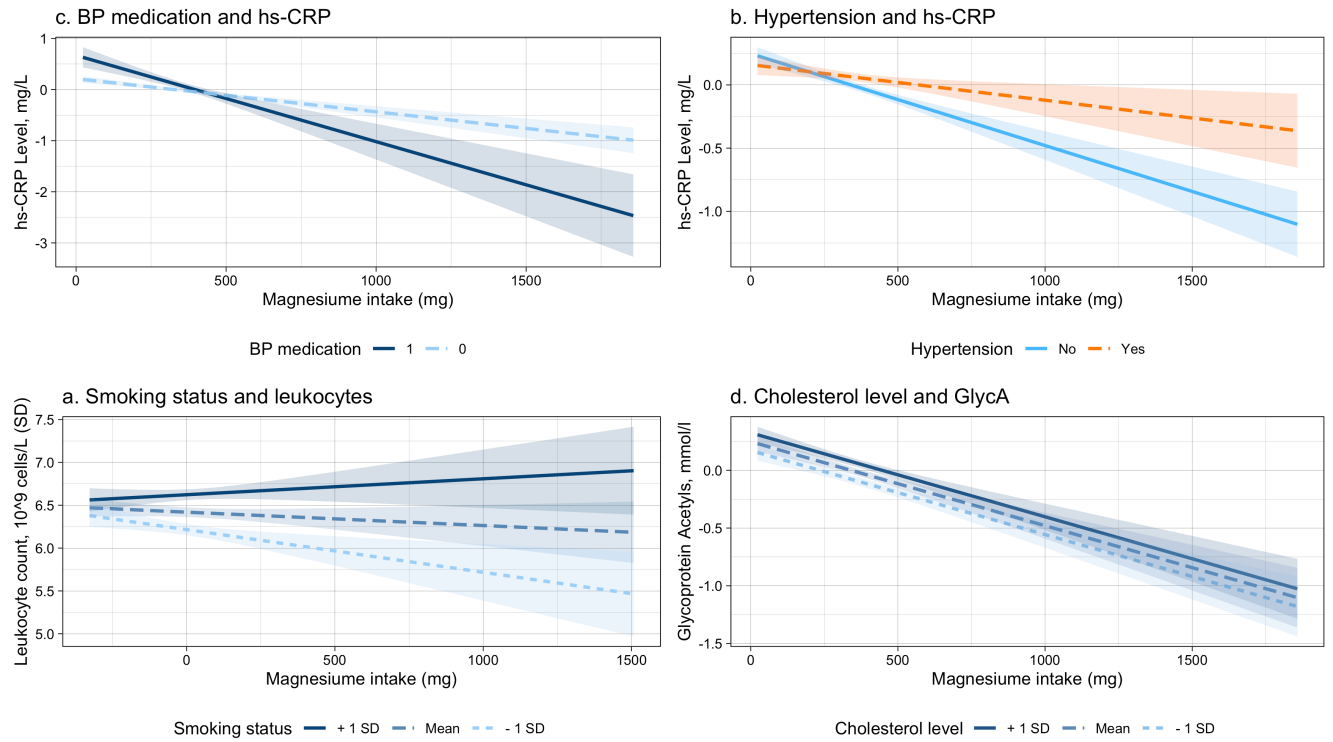 c. BP medication and hs-CRP
hs-CRP Level, mg/L
1
0
-1
-2
-3
0
500
1000
1500
Magnesiume intake (mg)
BP medication 1 0
b. Hypertension and hs-CRP
hs-CRP Level, mg/L
0.0
-0.5
-1.0
0
500
1000
1500
Magnesiume intake (mg)
Hypertension No Yes
a. Smoking status and leukocytes
Leukocyte count, 10^9 cells/L (SD)
7.5
7.0
6.5
6.0
5.5
5.0
0
500
1000
1500
Magnesiume intake (mg)
Smoking status + 1 SD Mean - 1 SD
d. Cholesterol level and GlycA
Glycoprotein Acetyls, mmol/l
0.0
-0.5
-1.0
-1.5
0
500
1000
1500
Magnesiume intake (mg)
Cholesterol level + 1 SD Mean - 1 SD